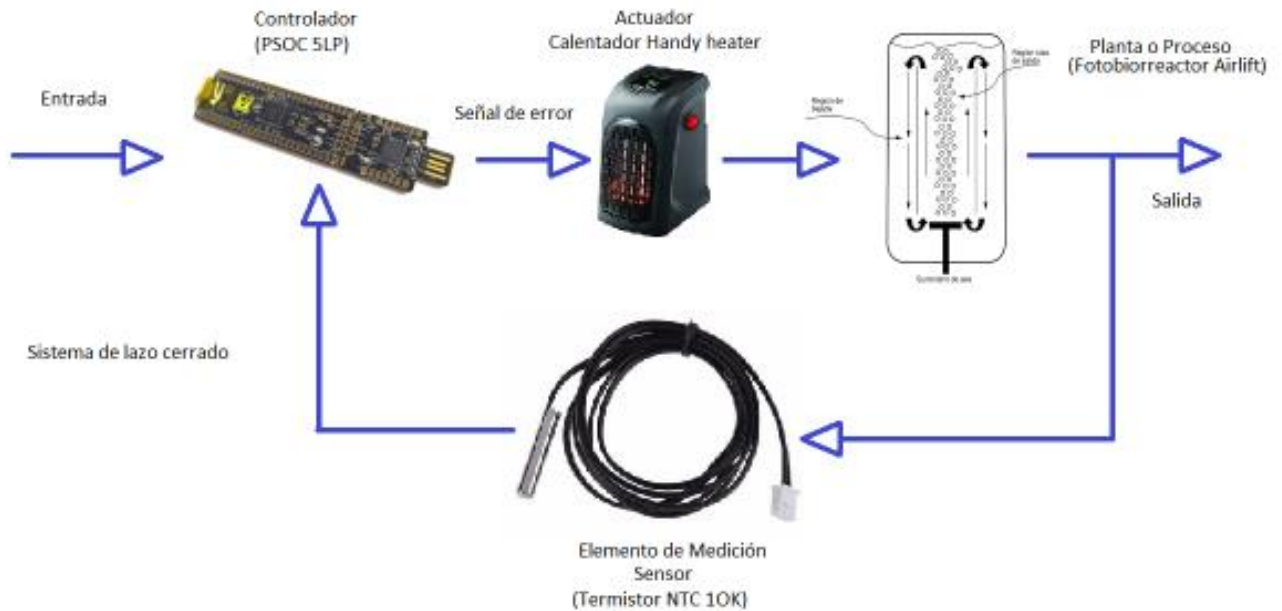 Controlador
(PSOC 5LP)
Actuador
Calentador Handy heater
Planta o Proceso
(Fotobiorreactor Airlift)
Entrada
Señal de error
Salida
Sistema de lazo cerrado
Elemento de Medición
Sensor
(Termistor NTC 10K)